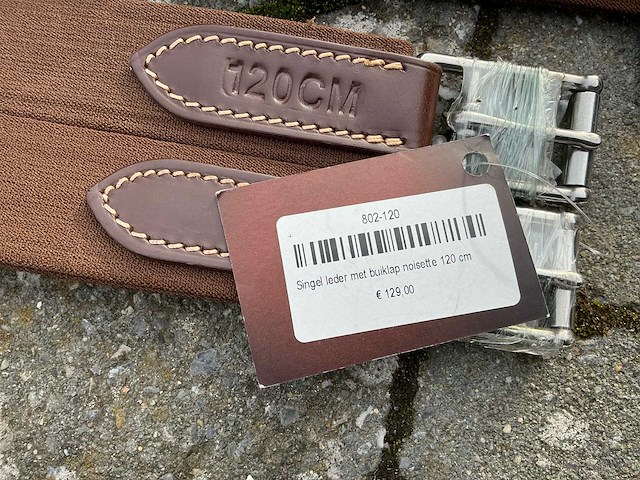 120CM
802-120
Singel leder met buiklap noisette 120 cm
€ 129,00